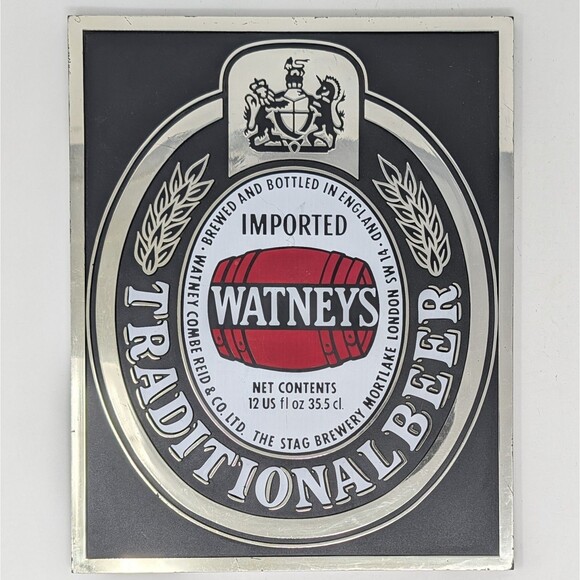 BREWED AND BOTTLED IN ENGLAND ·
IMPORTED
WATNEYS
NET CONTENTS
12 US fl oz 35.5 cl.
· WATNEY COMBE REID & CO. LTD. THE STAG BREWERY MORTLAKE LONDON SW14
TRADITIONAL BEER